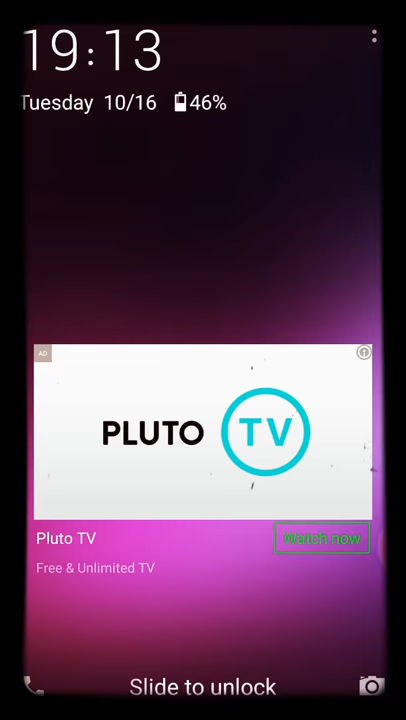 19:13
Tuesday 10/16 46%
AD
PLUTO TV
Pluto TV
Watch now
Free & Unlimited TV
Slide to unlock